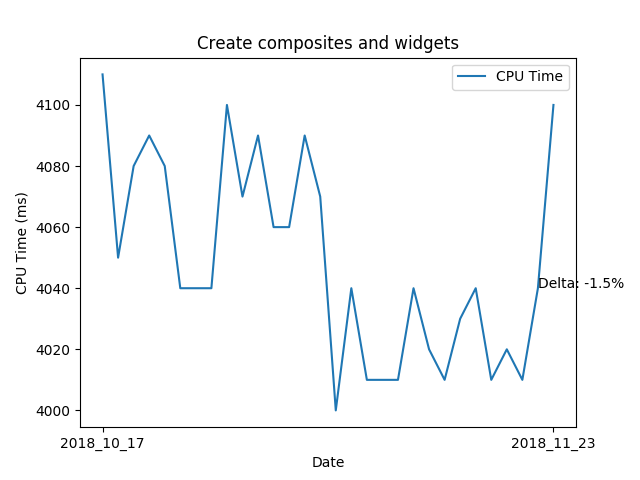 Create composites and widgets
CPU Time
4100
4080
4060
4040
4020
4000
CPU Time (ms)
Delta: -1.5%
2018_10_17
2018_11_23
Date